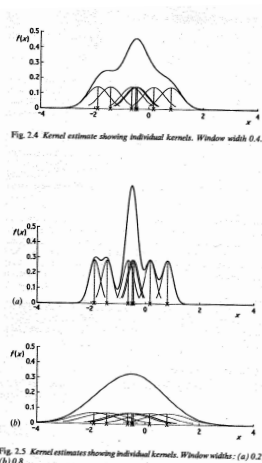 f(x)
0.5
0.4
0.3
0.2
0.1
0
-4 -2 0 2 4
x
Fig. 2.4 Kernel estimate showing individual kernels. Window width 0.4.
f(x)
0.5
0.4
0.3
0.2
0.1
0
(a)
-4 -2 0 2 4
x
f(x)
0.5
0.4
0.3
0.2
0.1
0
(b)
-4 -2 0 2 4
x
Fig. 2.5 Kernel estimates showing individual kernels. Window widths: (a) 0.2
(b) 0.8